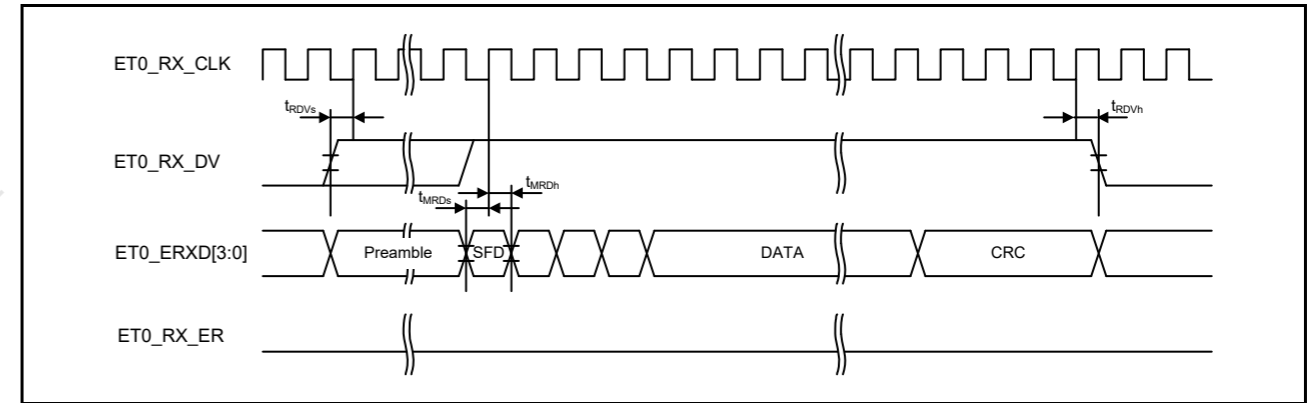 ET0_RX_CLK
tRDVs
tRDVh
ET0_RX_DV
tMRDs
tMRDh
ET0_ERXD[3:0]
Preamble
SFD
DATA
CRC
ET0_RX_ER